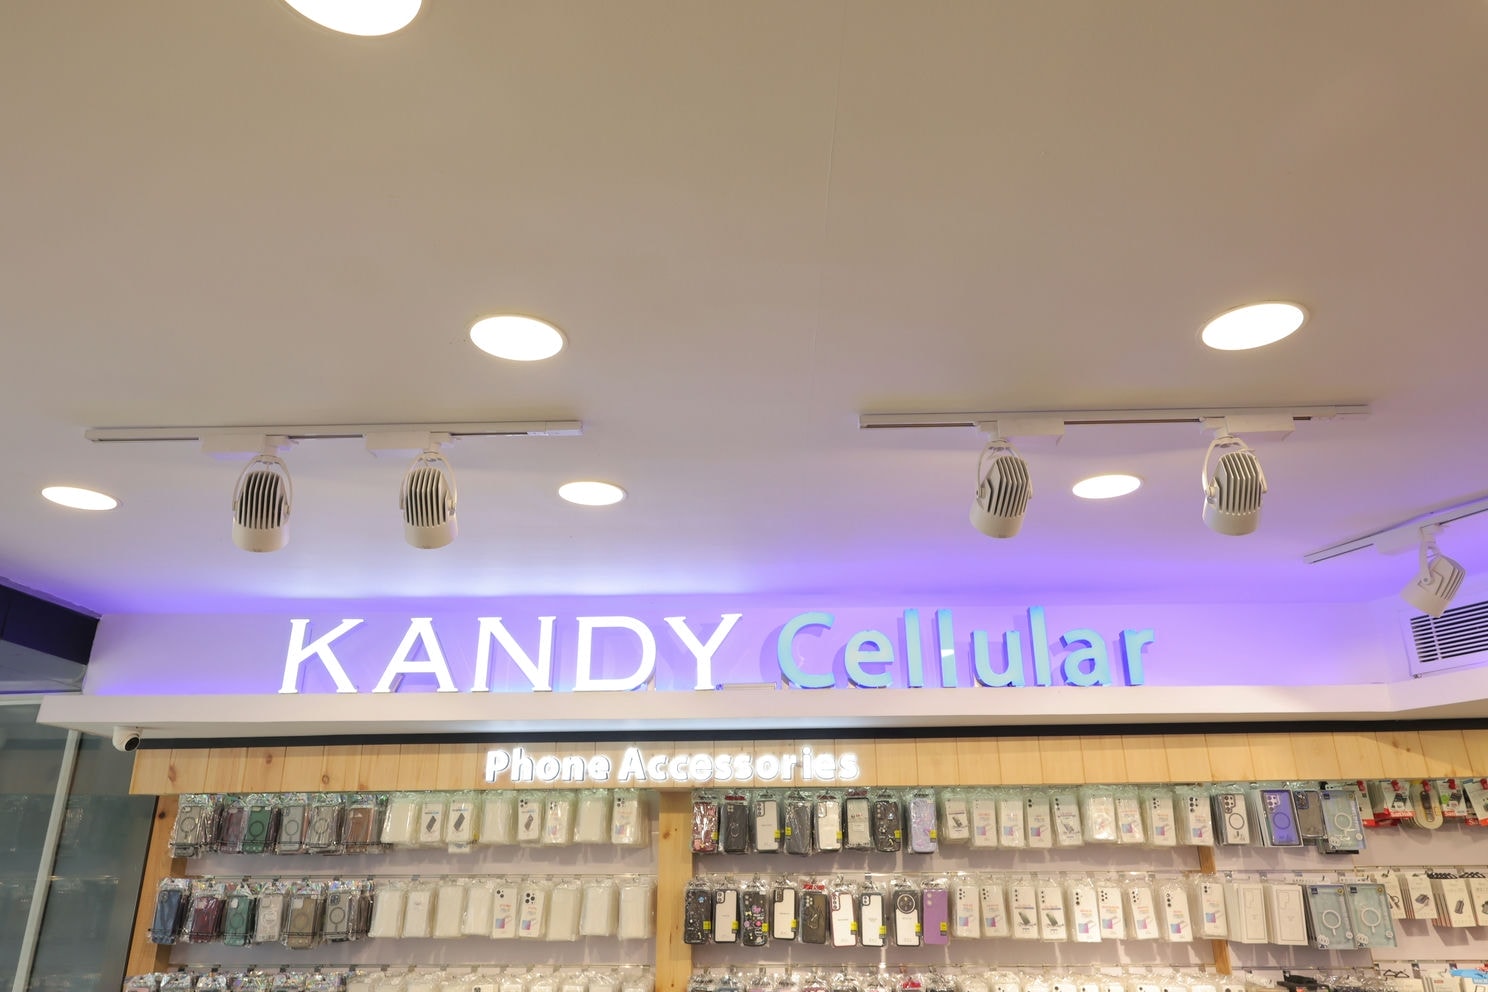 KANDY Cellular
Phone Accessories